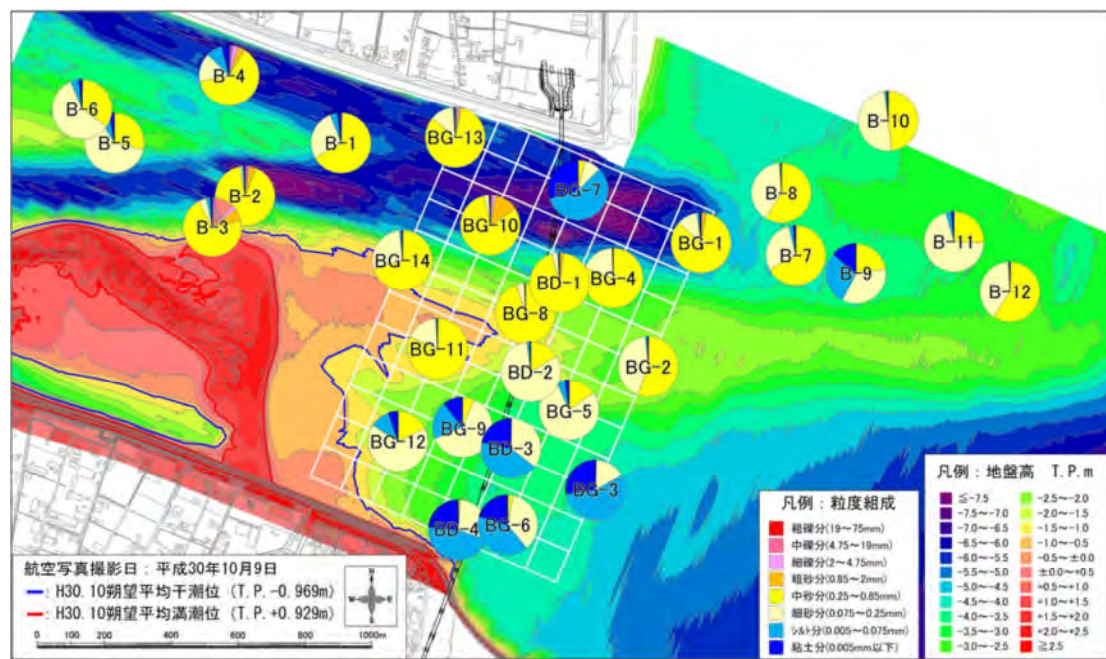 B-4
B-6
B-5
B-1
BG-13
B-10
BG-7
B-8
B-2
B-3
BG-10
BG-1
B-11
B-7
BG-14
BG-4
B-9
BD-1
B-12
BG-8
BG-11
BG-2
BD-2
BG-5
BG-12
BG-9
BD-3
BG-3
BD-4
BG-6
航空写真撮影日：平成30年10月9日
: H30.10朔望平均干潮位 (T.P.-0.969m)
: H30.10朔望平均満潮位 (T.P.+0.929m)
0 100 200 400 600 800 1000m
凡例：粒度組成
粗礫分(19～75mm)
中礫分(4.75～19mm)
細礫分(2～4.75mm)
粗砂分(0.85～2mm)
中砂分(0.25～0.85mm)
細砂分(0.075～0.25mm)
シルト分(0.005～0.075mm)
粘土分(0.005mm以下)
凡例：地盤高 T.P.m
≦-7.5
-7.5～-7.0
-7.0～-6.5
-6.5～-6.0
-6.0～-5.5
-5.5～-5.0
-5.0～-4.5
-4.5～-4.0
-4.0～-3.5
-3.5～-3.0
-3.0～-2.5
-2.5～-2.0
-2.0～-1.5
-1.5～-1.0
-1.0～-0.5
-0.5～±0.0
±0.0～+0.5
+0.5～+1.0
+1.0～+1.5
+1.5～+2.0
+2.0～+2.5
≧2.5